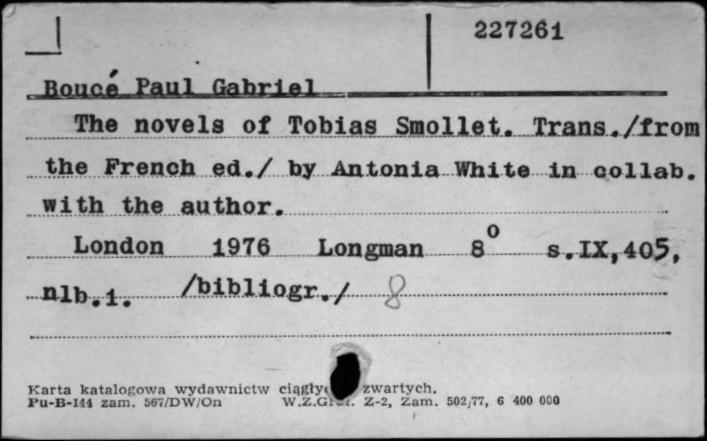 227261
Boucé Paul Gabriel
The novels of Tobias Smollet. Trans./from
the French ed./ by Antonia White in collab.
with the author.
London 1976 Longman 8° s.IX,405,
nlb.1. /bibliogr./ 8
Karta katalogowa wydawnictw zwartych.
Pu-B-144 zam. 567/DW/On W.Z.Graf. Z-2, Zam. 502/77, 6 400 000